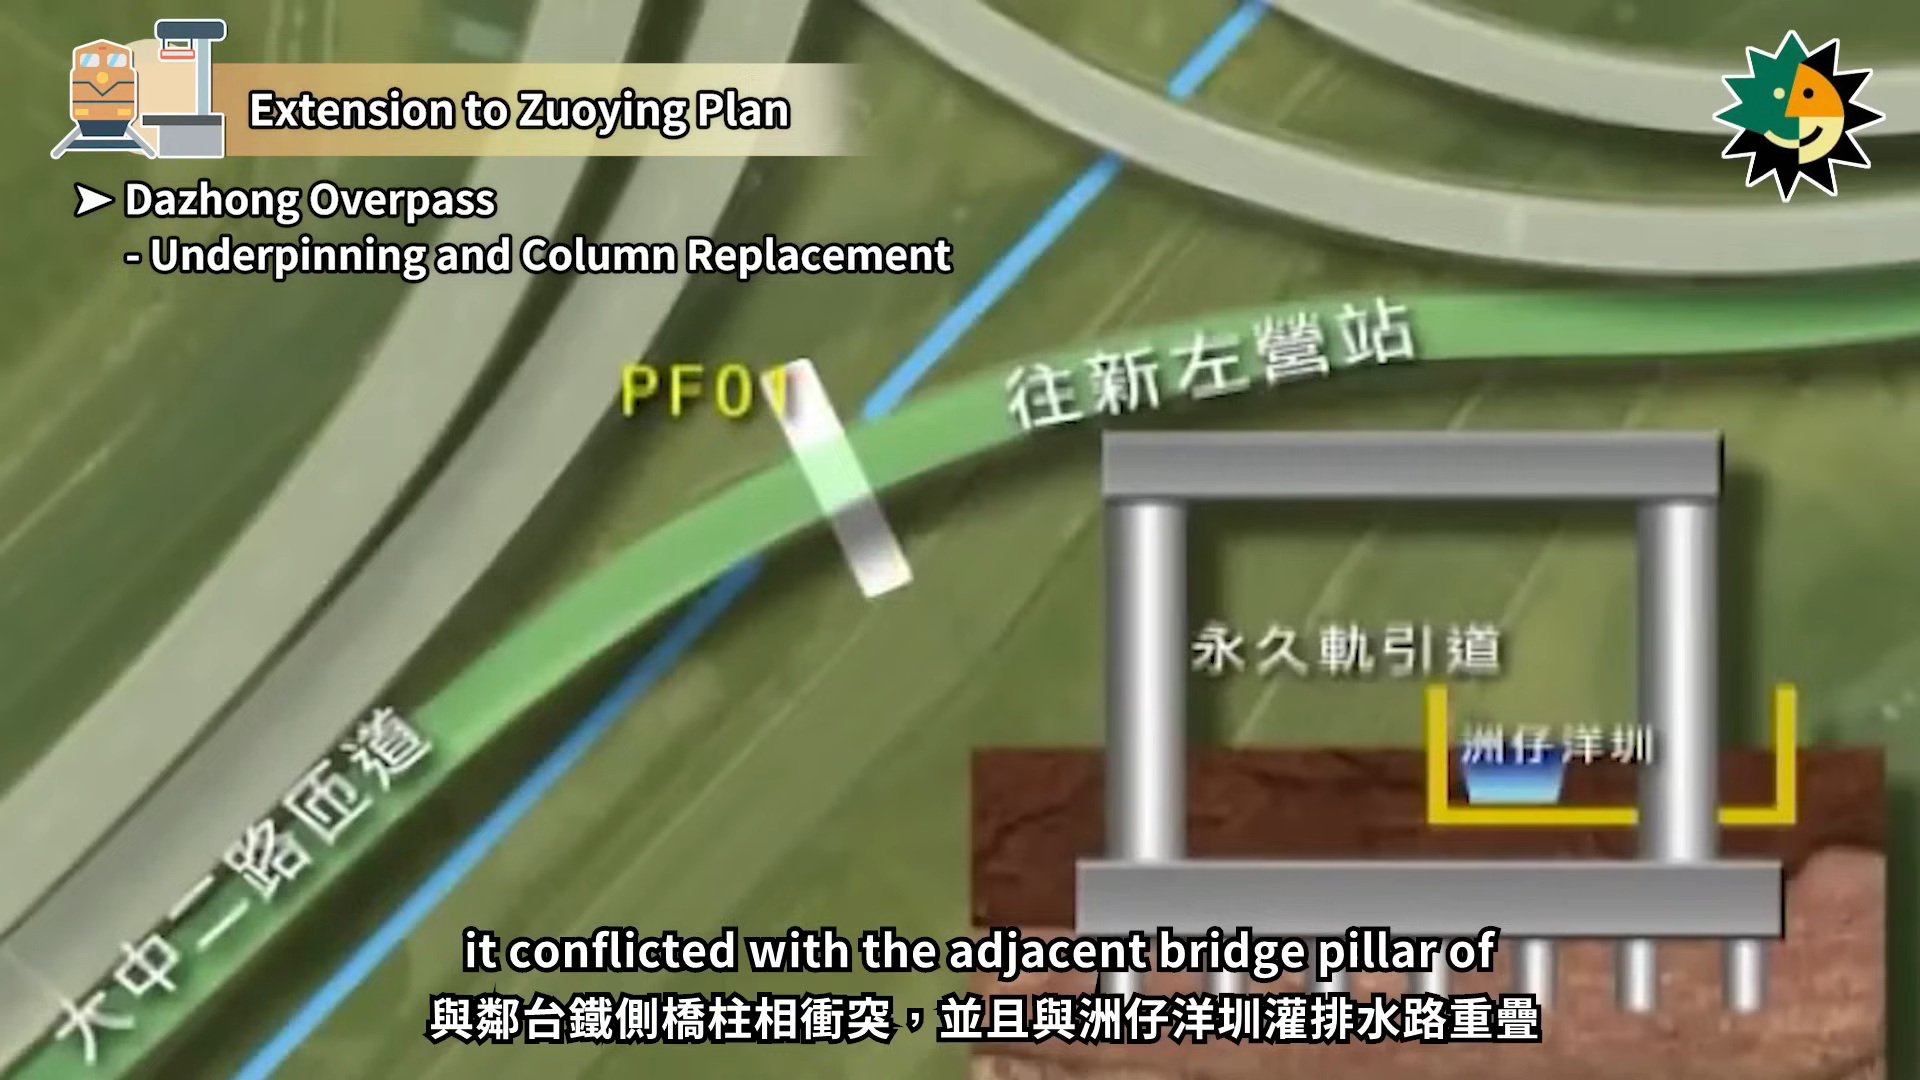 Extension to Zuoying Plan
➤ Dazhong Overpass
- Underpinning and Column Replacement
PF01
往新左營站
永久軌引道
洲仔洋圳
大中二路匝道
it conflicted with the adjacent bridge pillar of
與鄰台鐵側橋柱相衝突，並且與洲仔洋圳灌排水路重疊